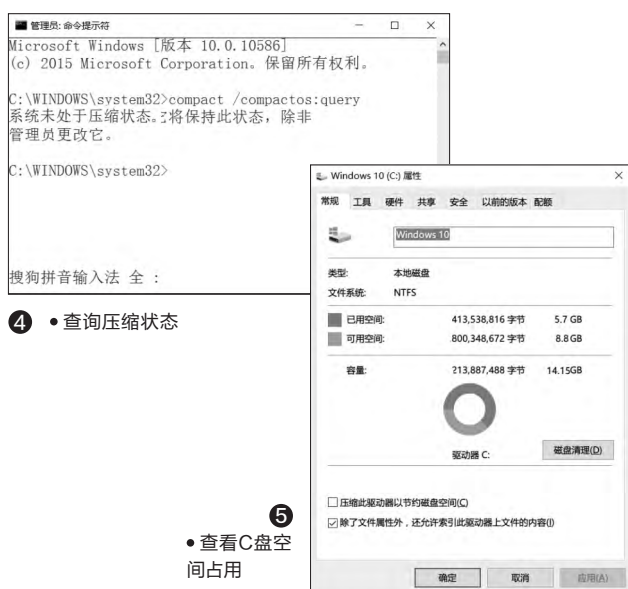 管理员: 命令提示符
Microsoft Windows [版本 10.0.10586]
(c) 2015 Microsoft Corporation。保留所有权利。
C:\WINDOWS\system32>compact /compactos:query
系统未处于压缩状态。它将保持此状态，除非
管理员更改它。
C:\WINDOWS\system32>
搜狗拼音输入法 全 :
④ •查询压缩状态
Windows 10 (C:) 属性
常规 工具 硬件 共享 安全 以前的版本 配额
Windows 10
类型: 本地磁盘
文件系统: NTFS
已用空间: 413,538,816 字节 5.7 GB
可用空间: 800,348,672 字节 8.8 GB
容量: 213,887,488 字节 14.15GB
驱动器 C:
磁盘清理(D)
压缩此驱动器以节约磁盘空间(C)
除了文件属性外，还允许索引此驱动器上文件的内容(I)
⑤
•查看C盘空
间占用
确定 取消 应用(A)